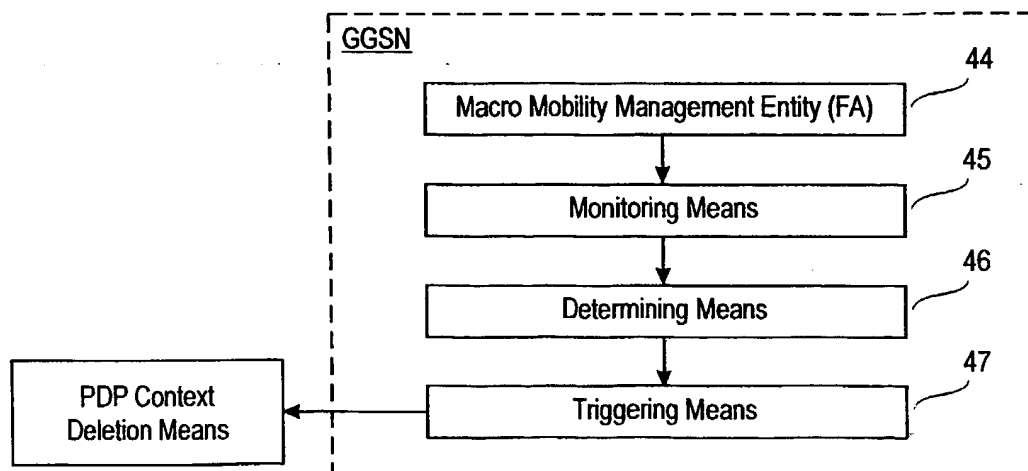 GGSN
44
Macro Mobility Management Entity (FA)
45
Monitoring Means
46
Determining Means
47
Triggering Means
PDP Context
Deletion Means